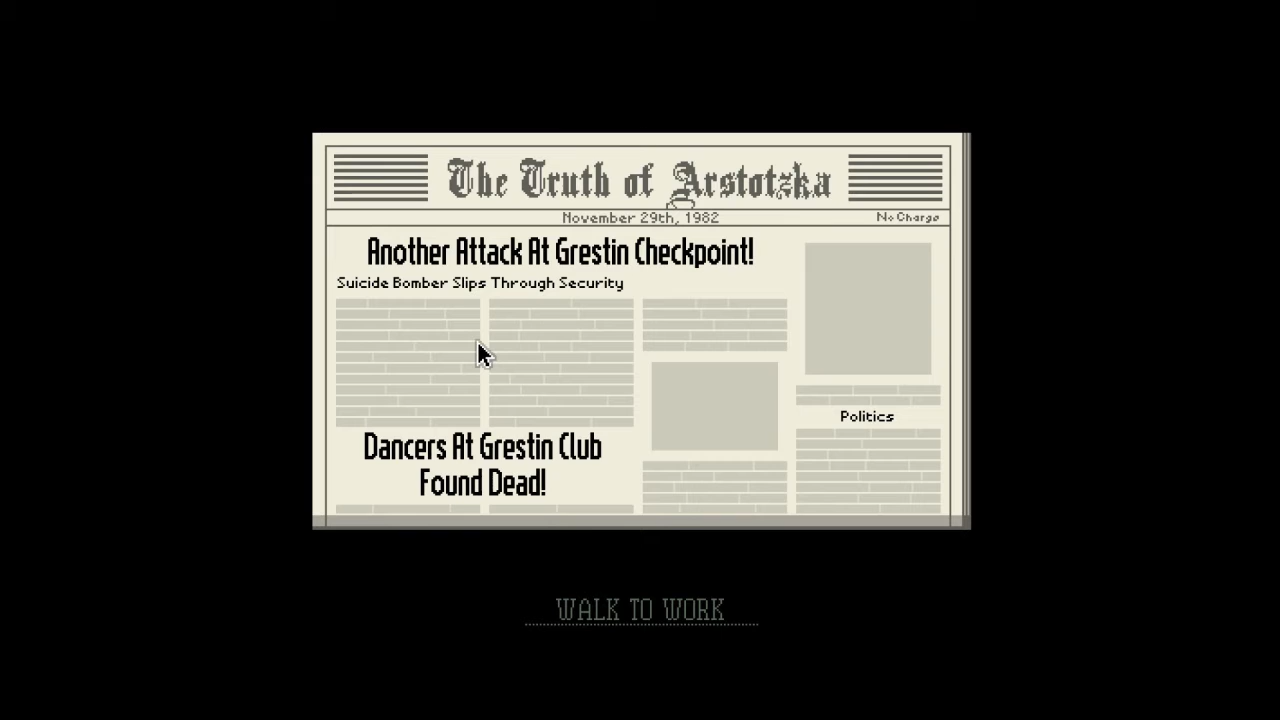 The Truth of Arstotzka
November 29th, 1982
No Charge
Another Attack At Grestin Checkpoint!
Suicide Bomber Slips Through Security
Dancers At Grestin Club
Found Dead!
Politics
WALK TO WORK